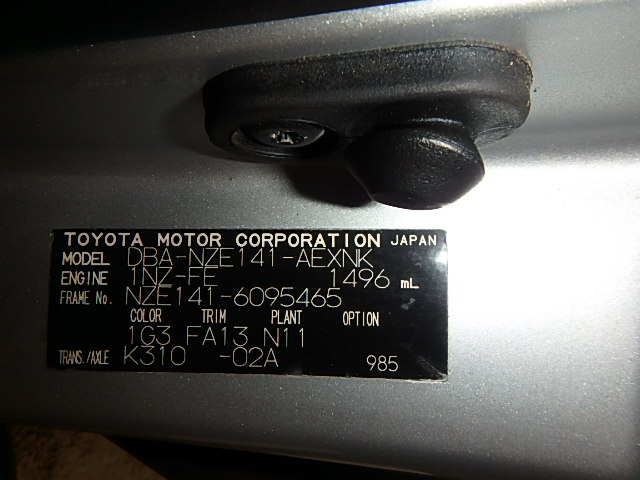 TOYOTA MOTOR CORPORATION JAPAN
MODEL DBA-NZE141-AEXNK
ENGINE 1NZ-FE 1496 mL
FRAME No. NZE141-6095465
COLOR TRIM PLANT OPTION
1G3 FA13 N11
TRANS./AXLE K310 -02A 985